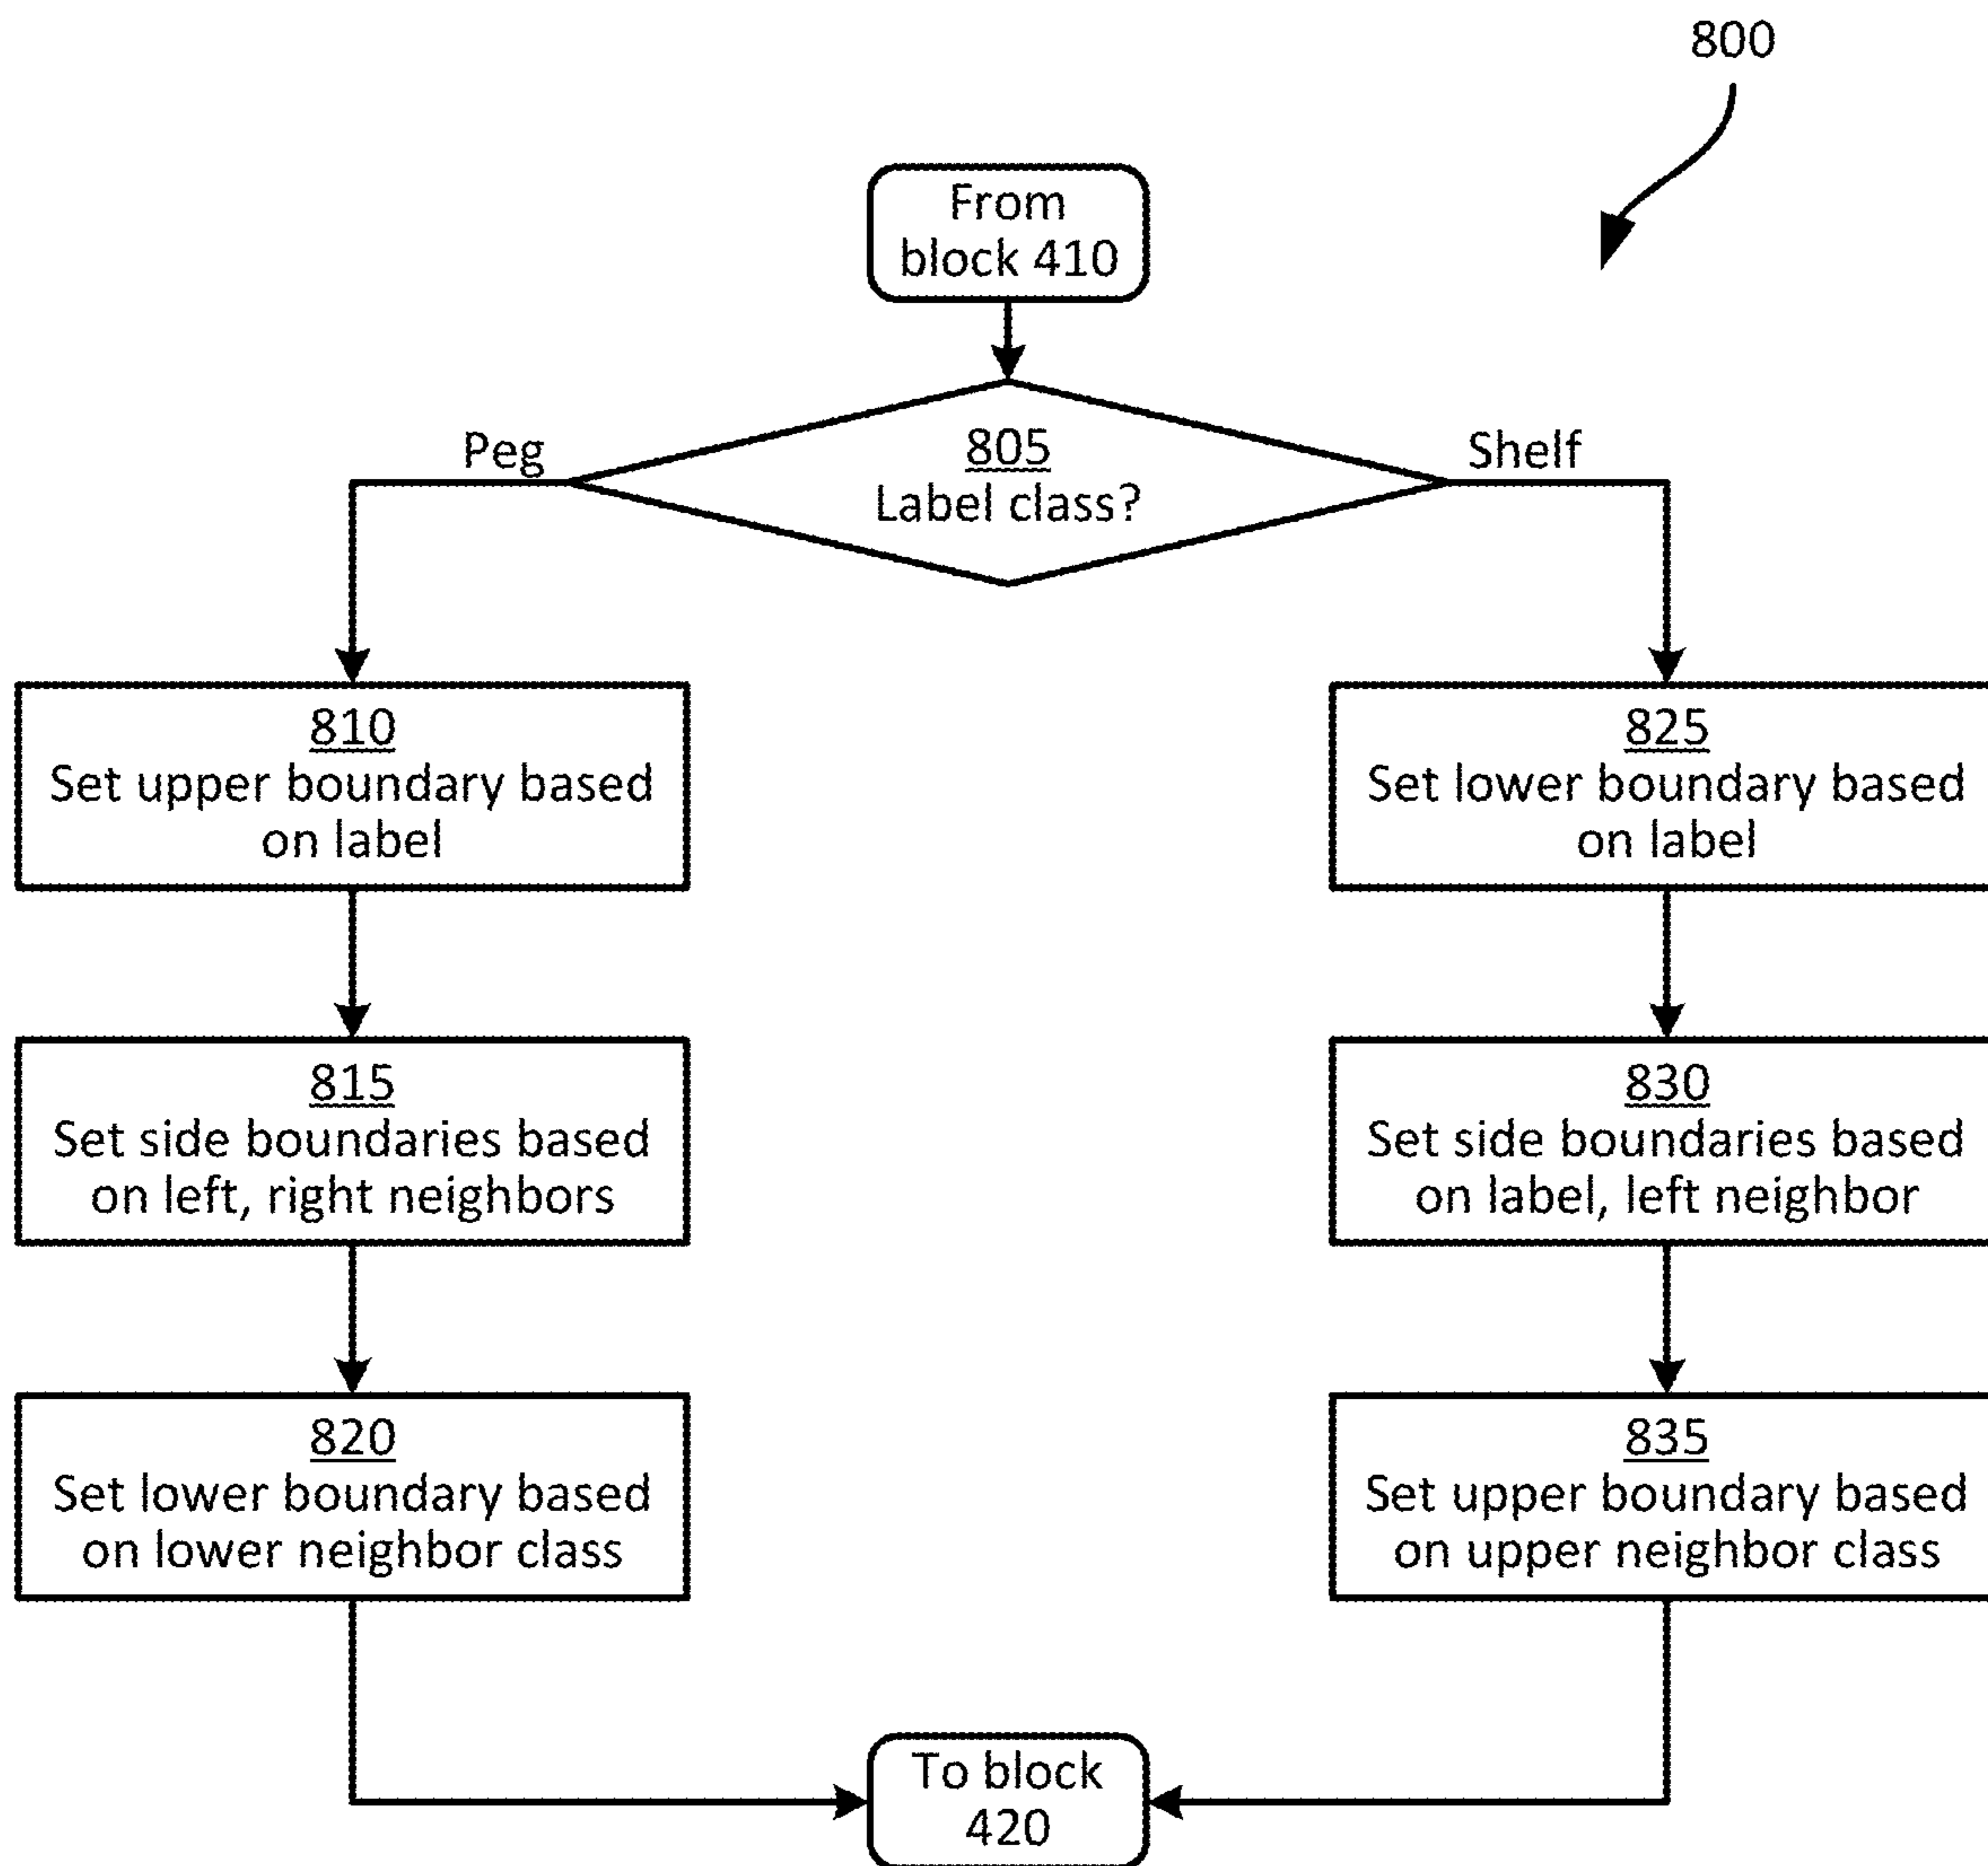 800
From
block 410
805
Label class?
Peg
Shelf
810
Set upper boundary based
on label
825
Set lower boundary based
on label
815
Set side boundaries based
on left, right neighbors
830
Set side boundaries based
on label, left neighbor
820
Set lower boundary based
on lower neighbor class
835
Set upper boundary based
on upper neighbor class
To block
420